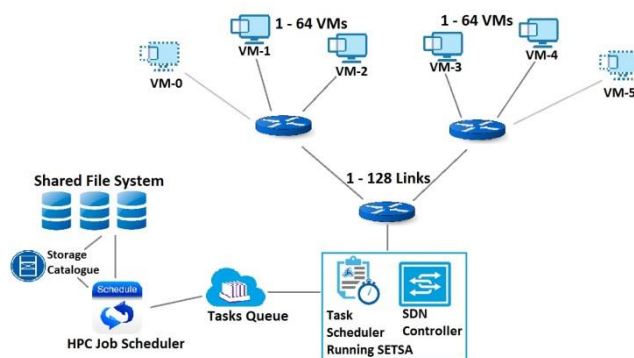 1 - 64 VMs
1 - 64 VMs
VM-0
VM-1
VM-2
VM-3
VM-4
VM-5
1 - 128 Links
Shared File System
Storage
Catalogue
Schedule
HPC Job Scheduler
Tasks Queue
Task
Scheduler
Running SETSA
SDN
Controller